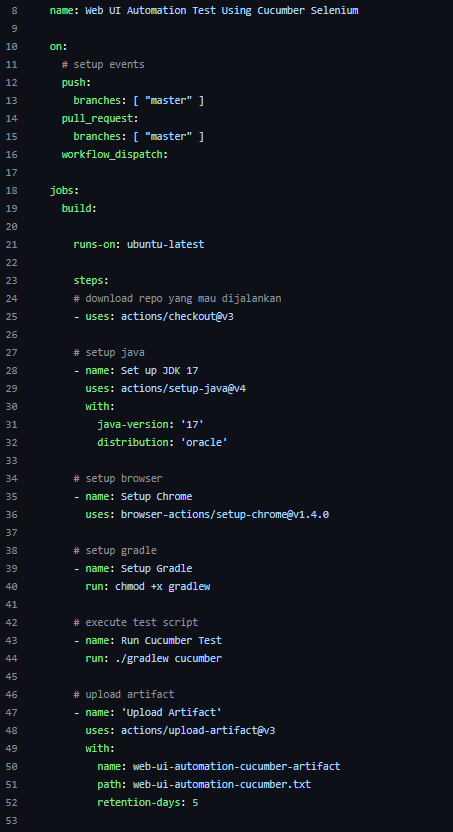 8 name: Web UI Automation Test Using Cucumber Selenium
9
10 on:
11 # setup events
12 push:
13 branches: [ "master" ]
14 pull_request:
15 branches: [ "master" ]
16 workflow_dispatch:
17
18 jobs:
19 build:
20
21 runs-on: ubuntu-latest
22
23 steps:
24 # download repo yang mau dijalankan
25 - uses: actions/checkout@v3
26
27 # setup java
28 - name: Set up JDK 17
29 uses: actions/setup-java@v4
30 with:
31 java-version: '17'
32 distribution: 'oracle'
33
34 # setup browser
35 - name: Setup Chrome
36 uses: browser-actions/setup-chrome@v1.4.0
37
38 # setup gradle
39 - name: Setup Gradle
40 run: chmod +x gradlew
41
42 # execute test script
43 - name: Run Cucumber Test
44 run: ./gradlew cucumber
45
46 # upload artifact
47 - name: 'Upload Artifact'
48 uses: actions/upload-artifact@v3
49 with:
50 name: web-ui-automation-cucumber-artifact
51 path: web-ui-automation-cucumber.txt
52 retention-days: 5
53